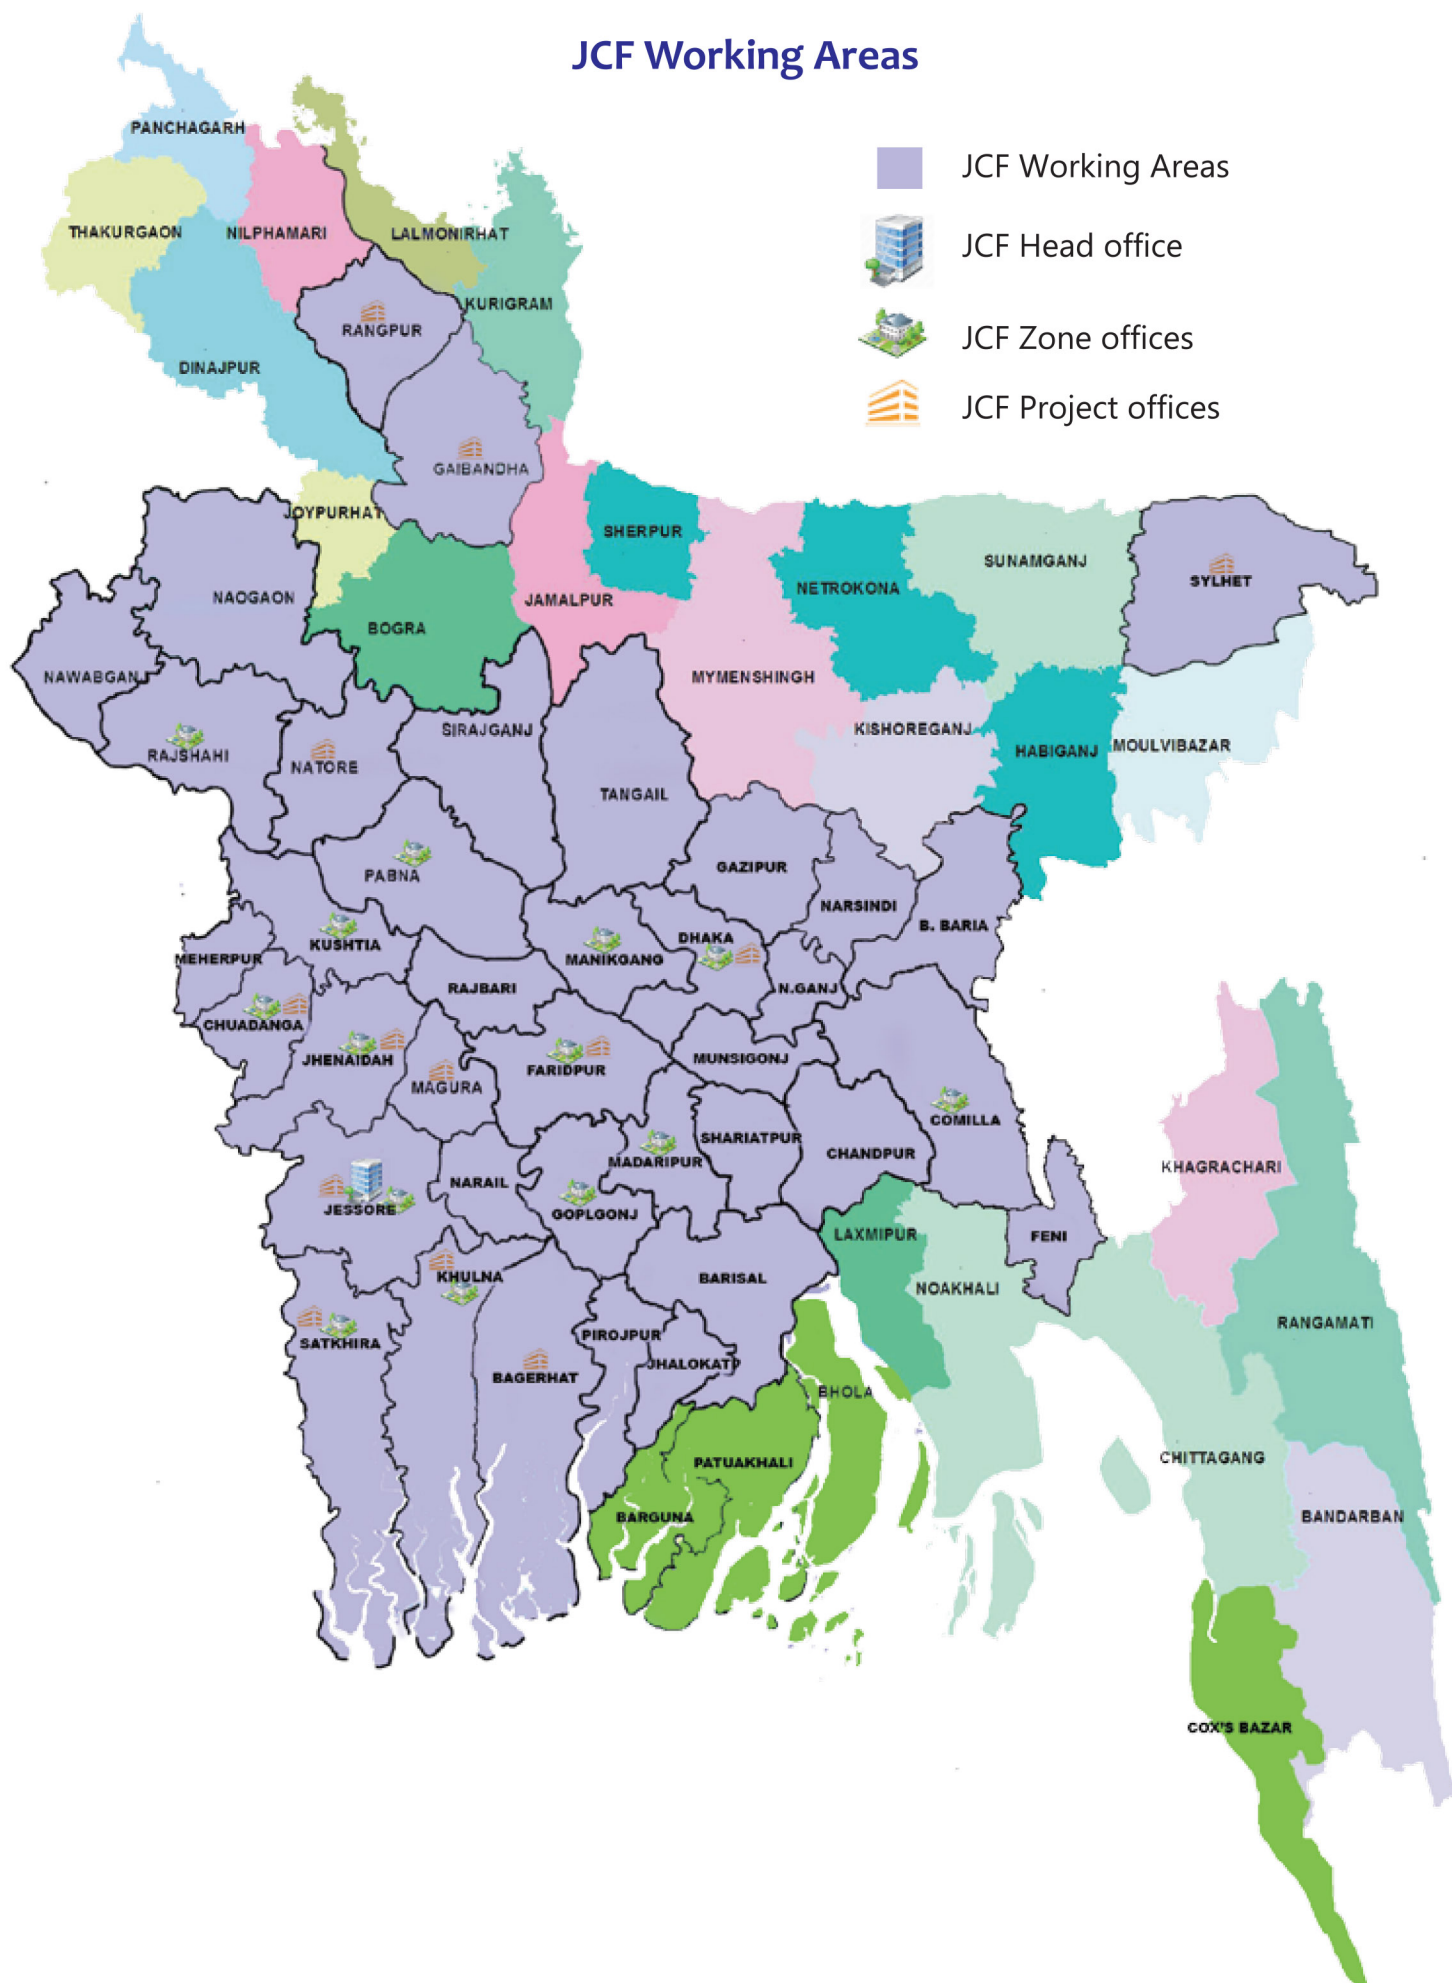 JCF Working Areas
JCF Working Areas
JCF Head office
JCF Zone offices
JCF Project offices
PANCHAGARH
THAKURGAON
NILPHAMARI
LALMONIRHAT
KURIGRAM
RANGPUR
DINAJPUR
GAIBANDHA
JOYPURHAT
SHERPUR
SUNAMGANJ
SYLHET
NETROKONA
NAOGAON
JAMALPUR
BOGRA
NAWABGANJ
MYMENSHINGH
KISHOREGANJ
SIRAJGANJ
HABIGANJ
MOULVIBAZAR
RAJSHAHI
NATORE
TANGAIL
GAZIPUR
PABNA
NARSINDI
B. BARIA
DHAKA
KUSHTIA
MANIKGANG
MEHERPUR
RAJBARI
N.GANJ
CHUADANGA
JHENAIDAH
MUNSIGONJ
FARIDPUR
MAGURA
COMILLA
SHARIATPUR
CHANDPUR
MADARIPUR
KHAGRACHARI
NARAIL
JESSORE
GOPLGONJ
LAXMIPUR
FENI
KHULNA
BARISAL
NOAKHALI
RANGAMATI
PIROJPUR
SATKHIRA
JHALOKATP
BAGERHAT
BHOLA
CHITTAGANG
PATUAKHALI
BARGUNA
BANDARBAN
COX'S BAZAR